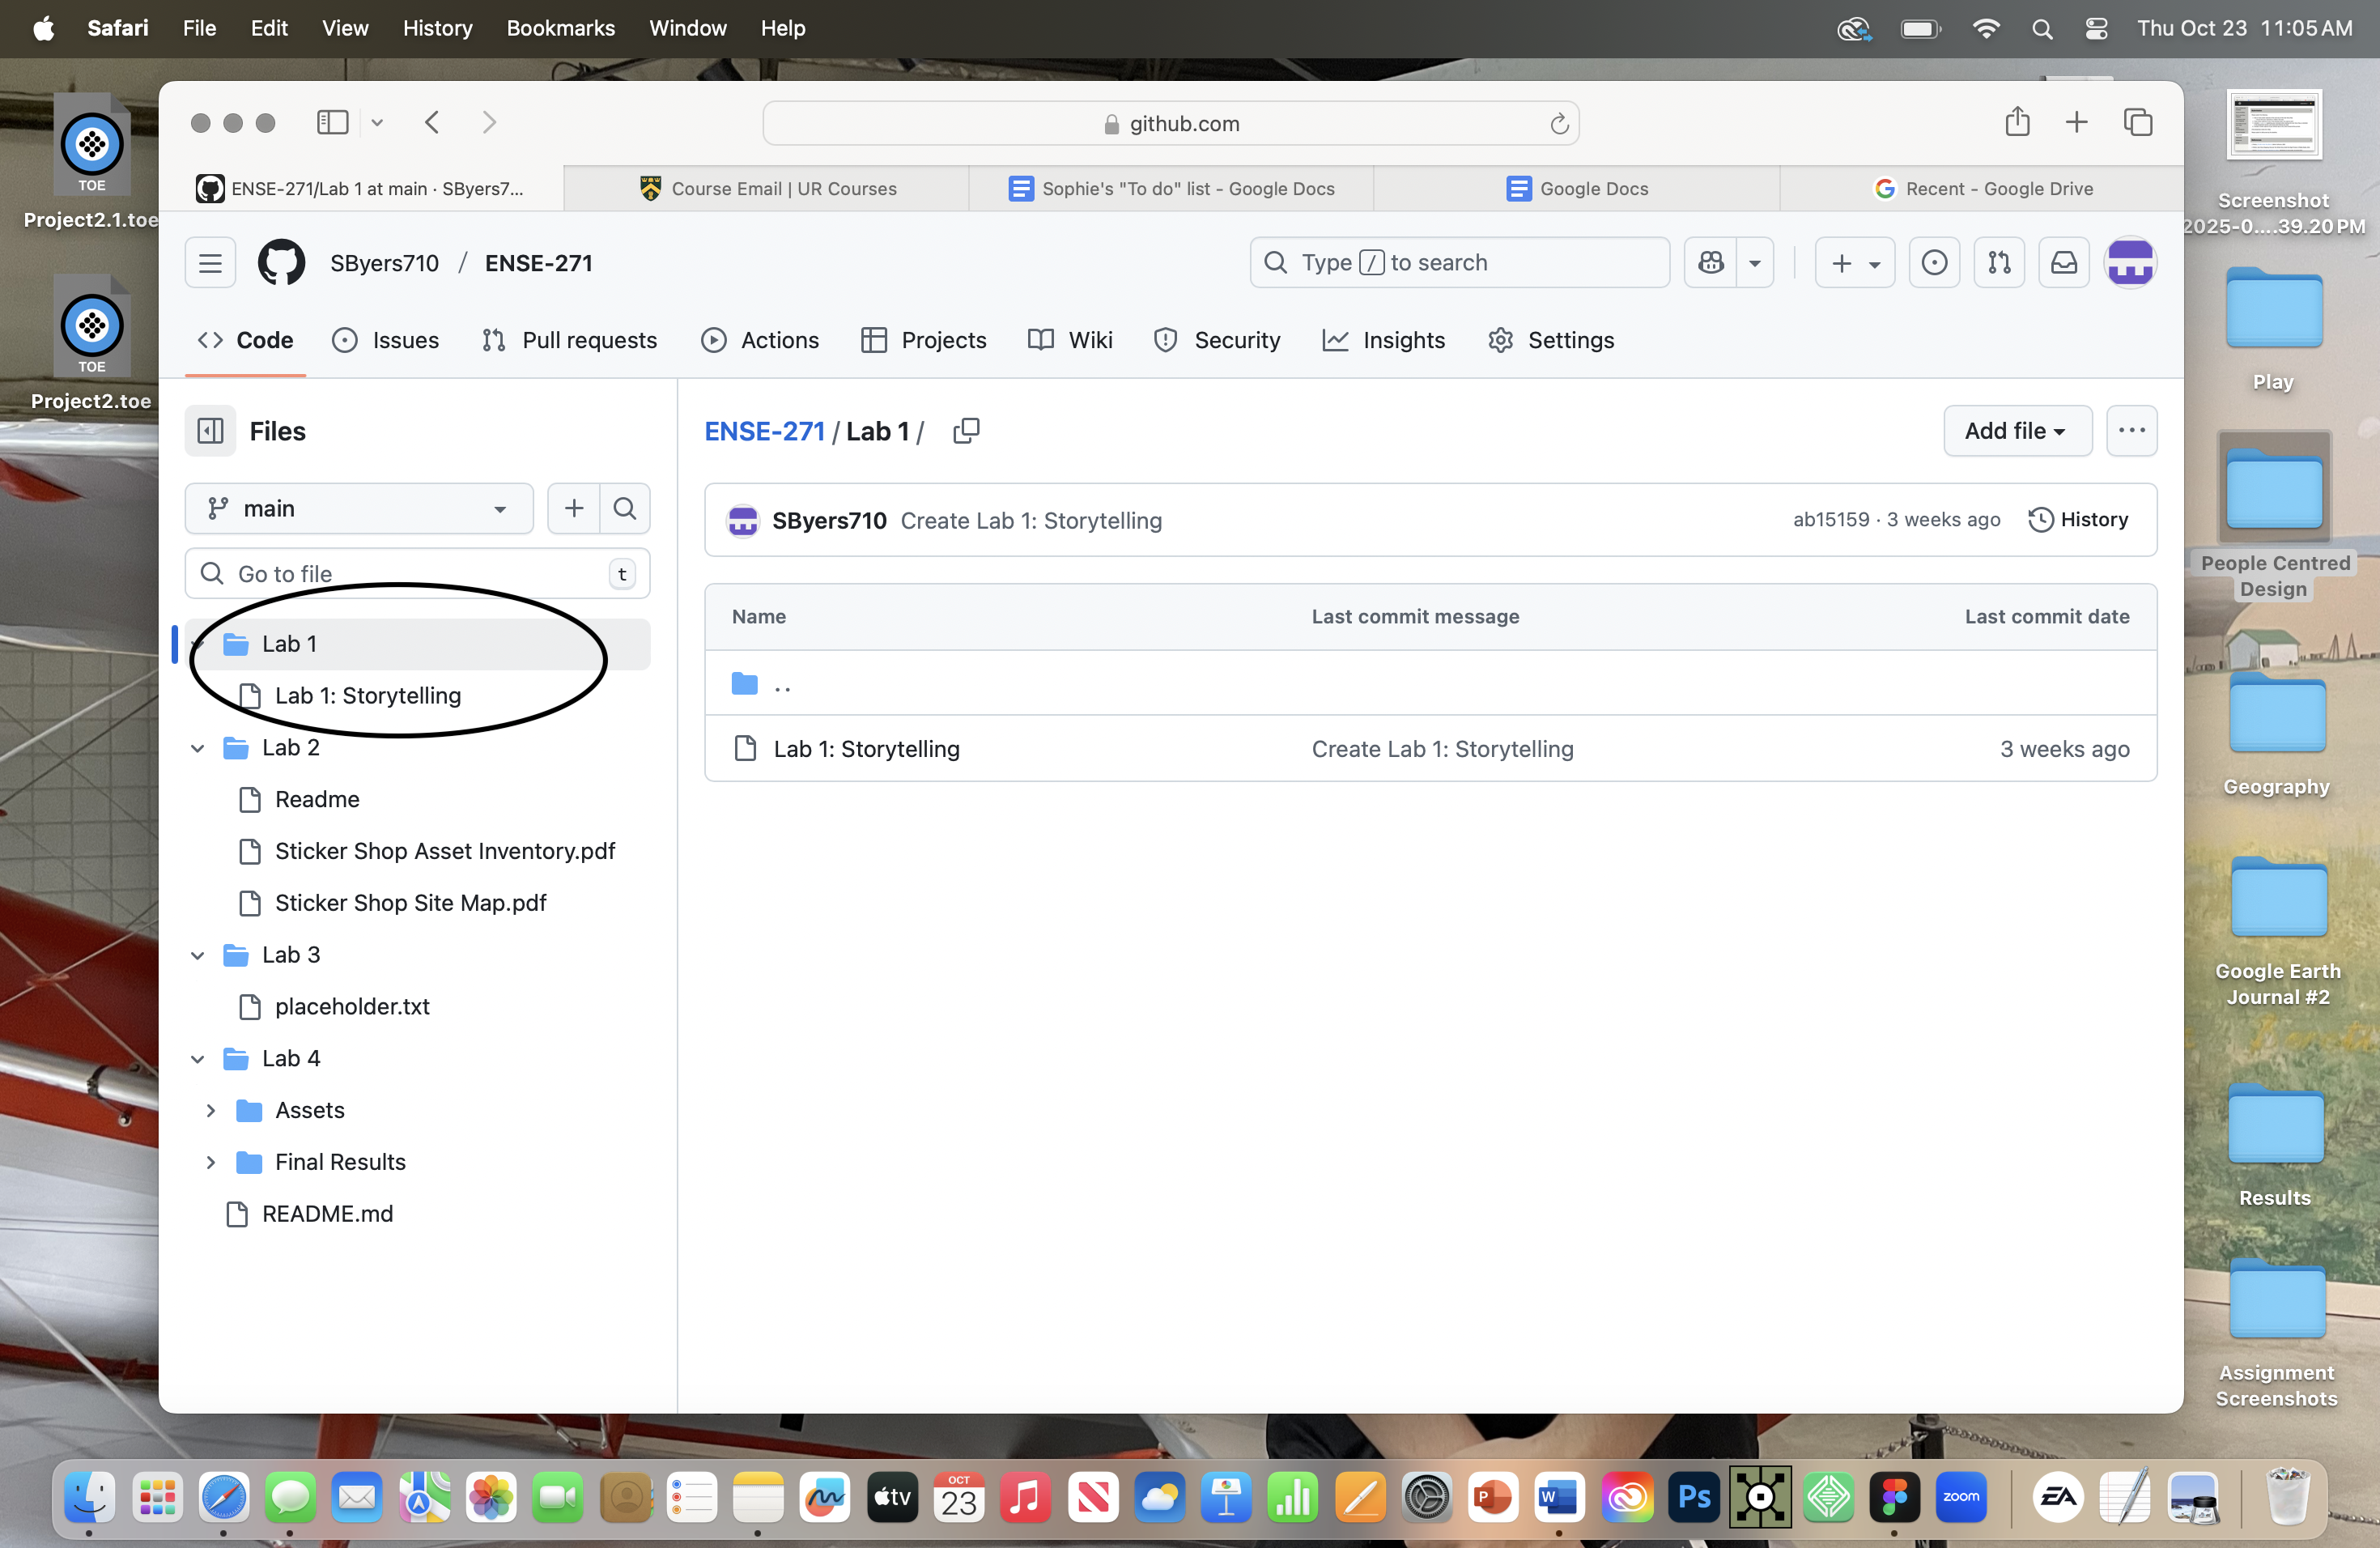 Safari File Edit View History Bookmarks Window Help Thu Oct 23 11:05 AM
github.com
ENSE-271/Lab 1 at main · SByers7... Course Email | UR Courses Sophie's "To do" list - Google Docs Google Docs Recent - Google Drive
SByers710 / ENSE-271 Type / to search
Code Issues Pull requests Actions Projects Wiki Security Insights Settings
Files
main
Go to file t
Lab 1
Lab 1: Storytelling
Lab 2
Readme
Sticker Shop Asset Inventory.pdf
Sticker Shop Site Map.pdf
Lab 3
placeholder.txt
Lab 4
Assets
Final Results
README.md
ENSE-271 / Lab 1 /
Add file
SByers710 Create Lab 1: Storytelling ab15159 · 3 weeks ago History
Name Last commit message Last commit date
..
Lab 1: Storytelling Create Lab 1: Storytelling 3 weeks ago
TOE
Project2.1.toe
TOE
Project2.toe
Screenshot
2025-0....39.20 PM
Play
People Centred
Design
Geography
Google Earth
Journal #2
Results
Assignment
Screenshots
tv
OCT
23
P
W
Ps
zoom
EA